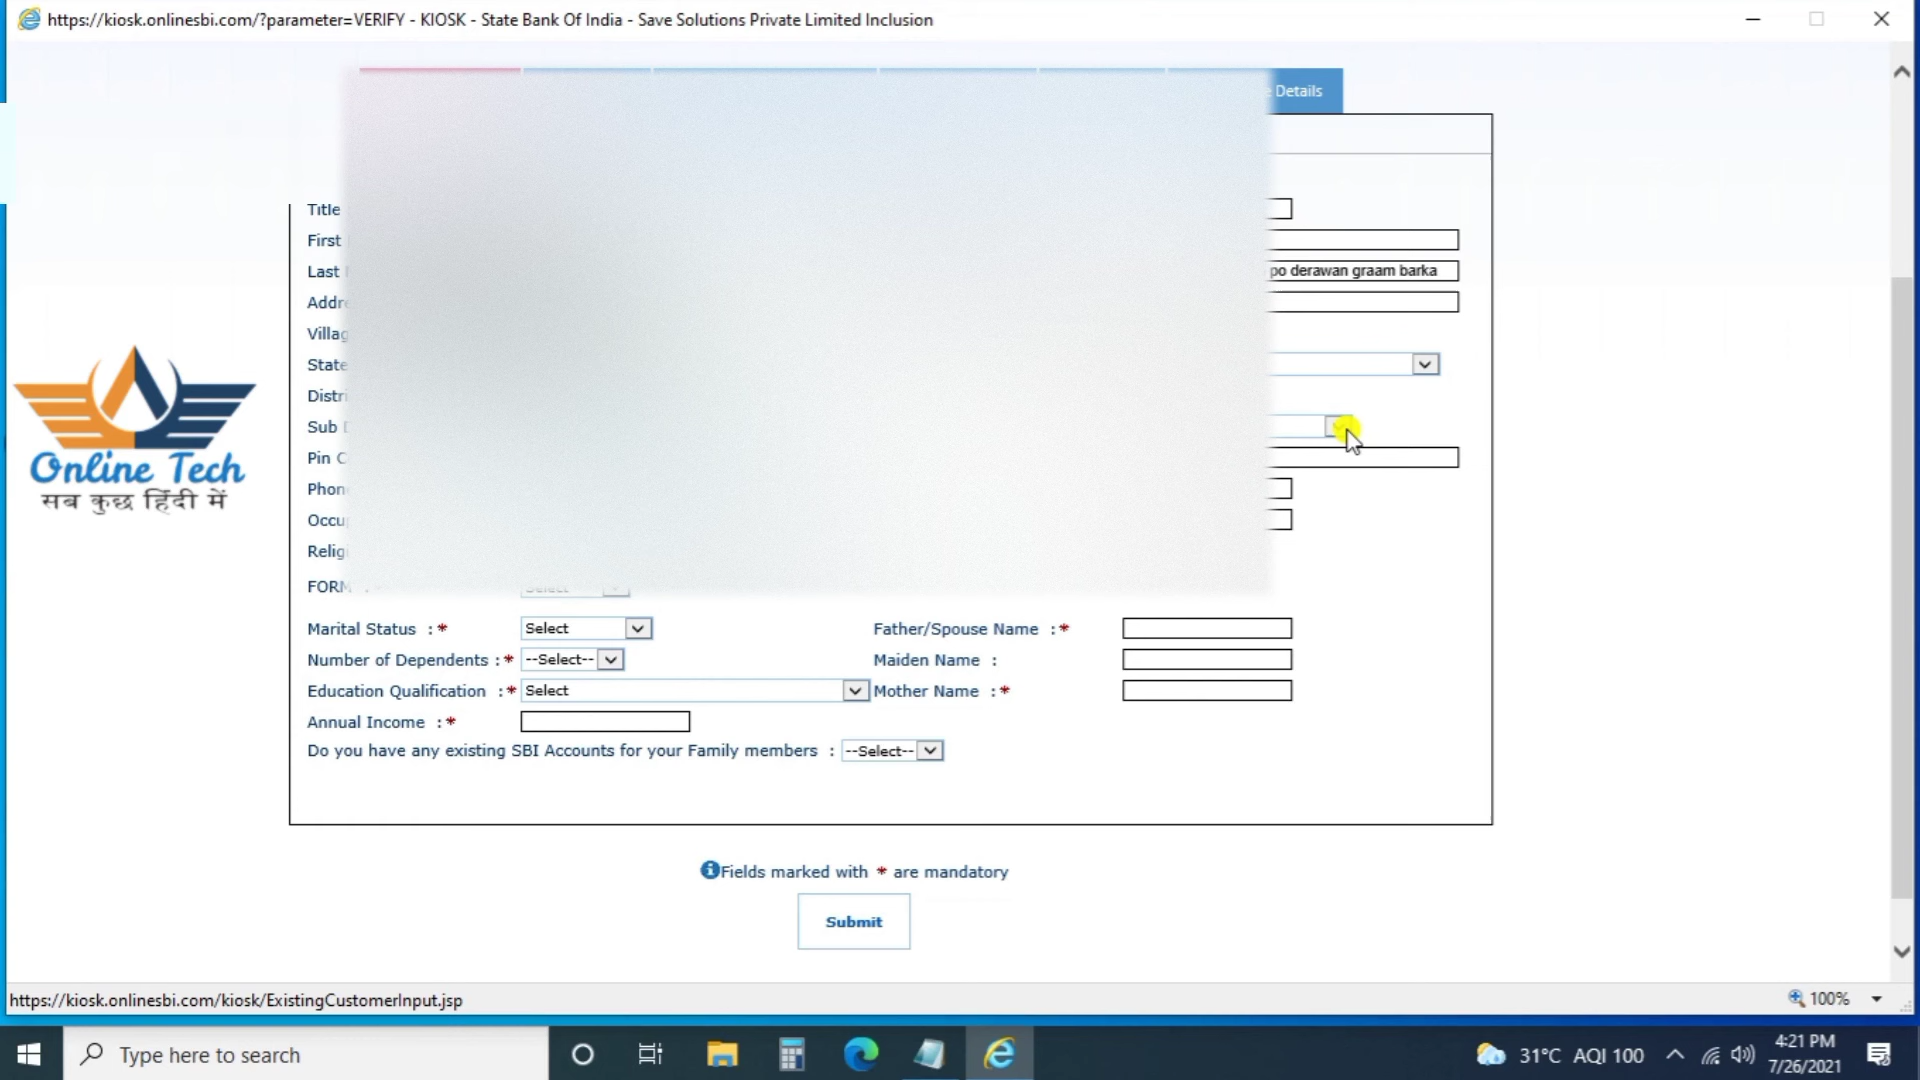 https://kiosk.onlinesbi.com/?parameter=VERIFY - KIOSK - State Bank Of India - Save Solutions Private Limited Inclusion
Details
Title
First
Last
po derawan graam barka
Addre
Villag
State
Distri
Sub
Pin C
Phon
Occu
Relig
FORM
Select
Marital Status : * Select
Father/Spouse Name : *
Number of Dependents : * --Select--
Maiden Name :
Education Qualification : * Select
Mother Name : *
Annual Income : *
Do you have any existing SBI Accounts for your Family members : --Select--
Online Tech
सब कुछ हिंदी में
Fields marked with * are mandatory
Submit
https://kiosk.onlinesbi.com/kiosk/ExistingCustomerInput.jsp
100%
Type here to search
31°C AQI 100
4:21 PM
7/26/2021